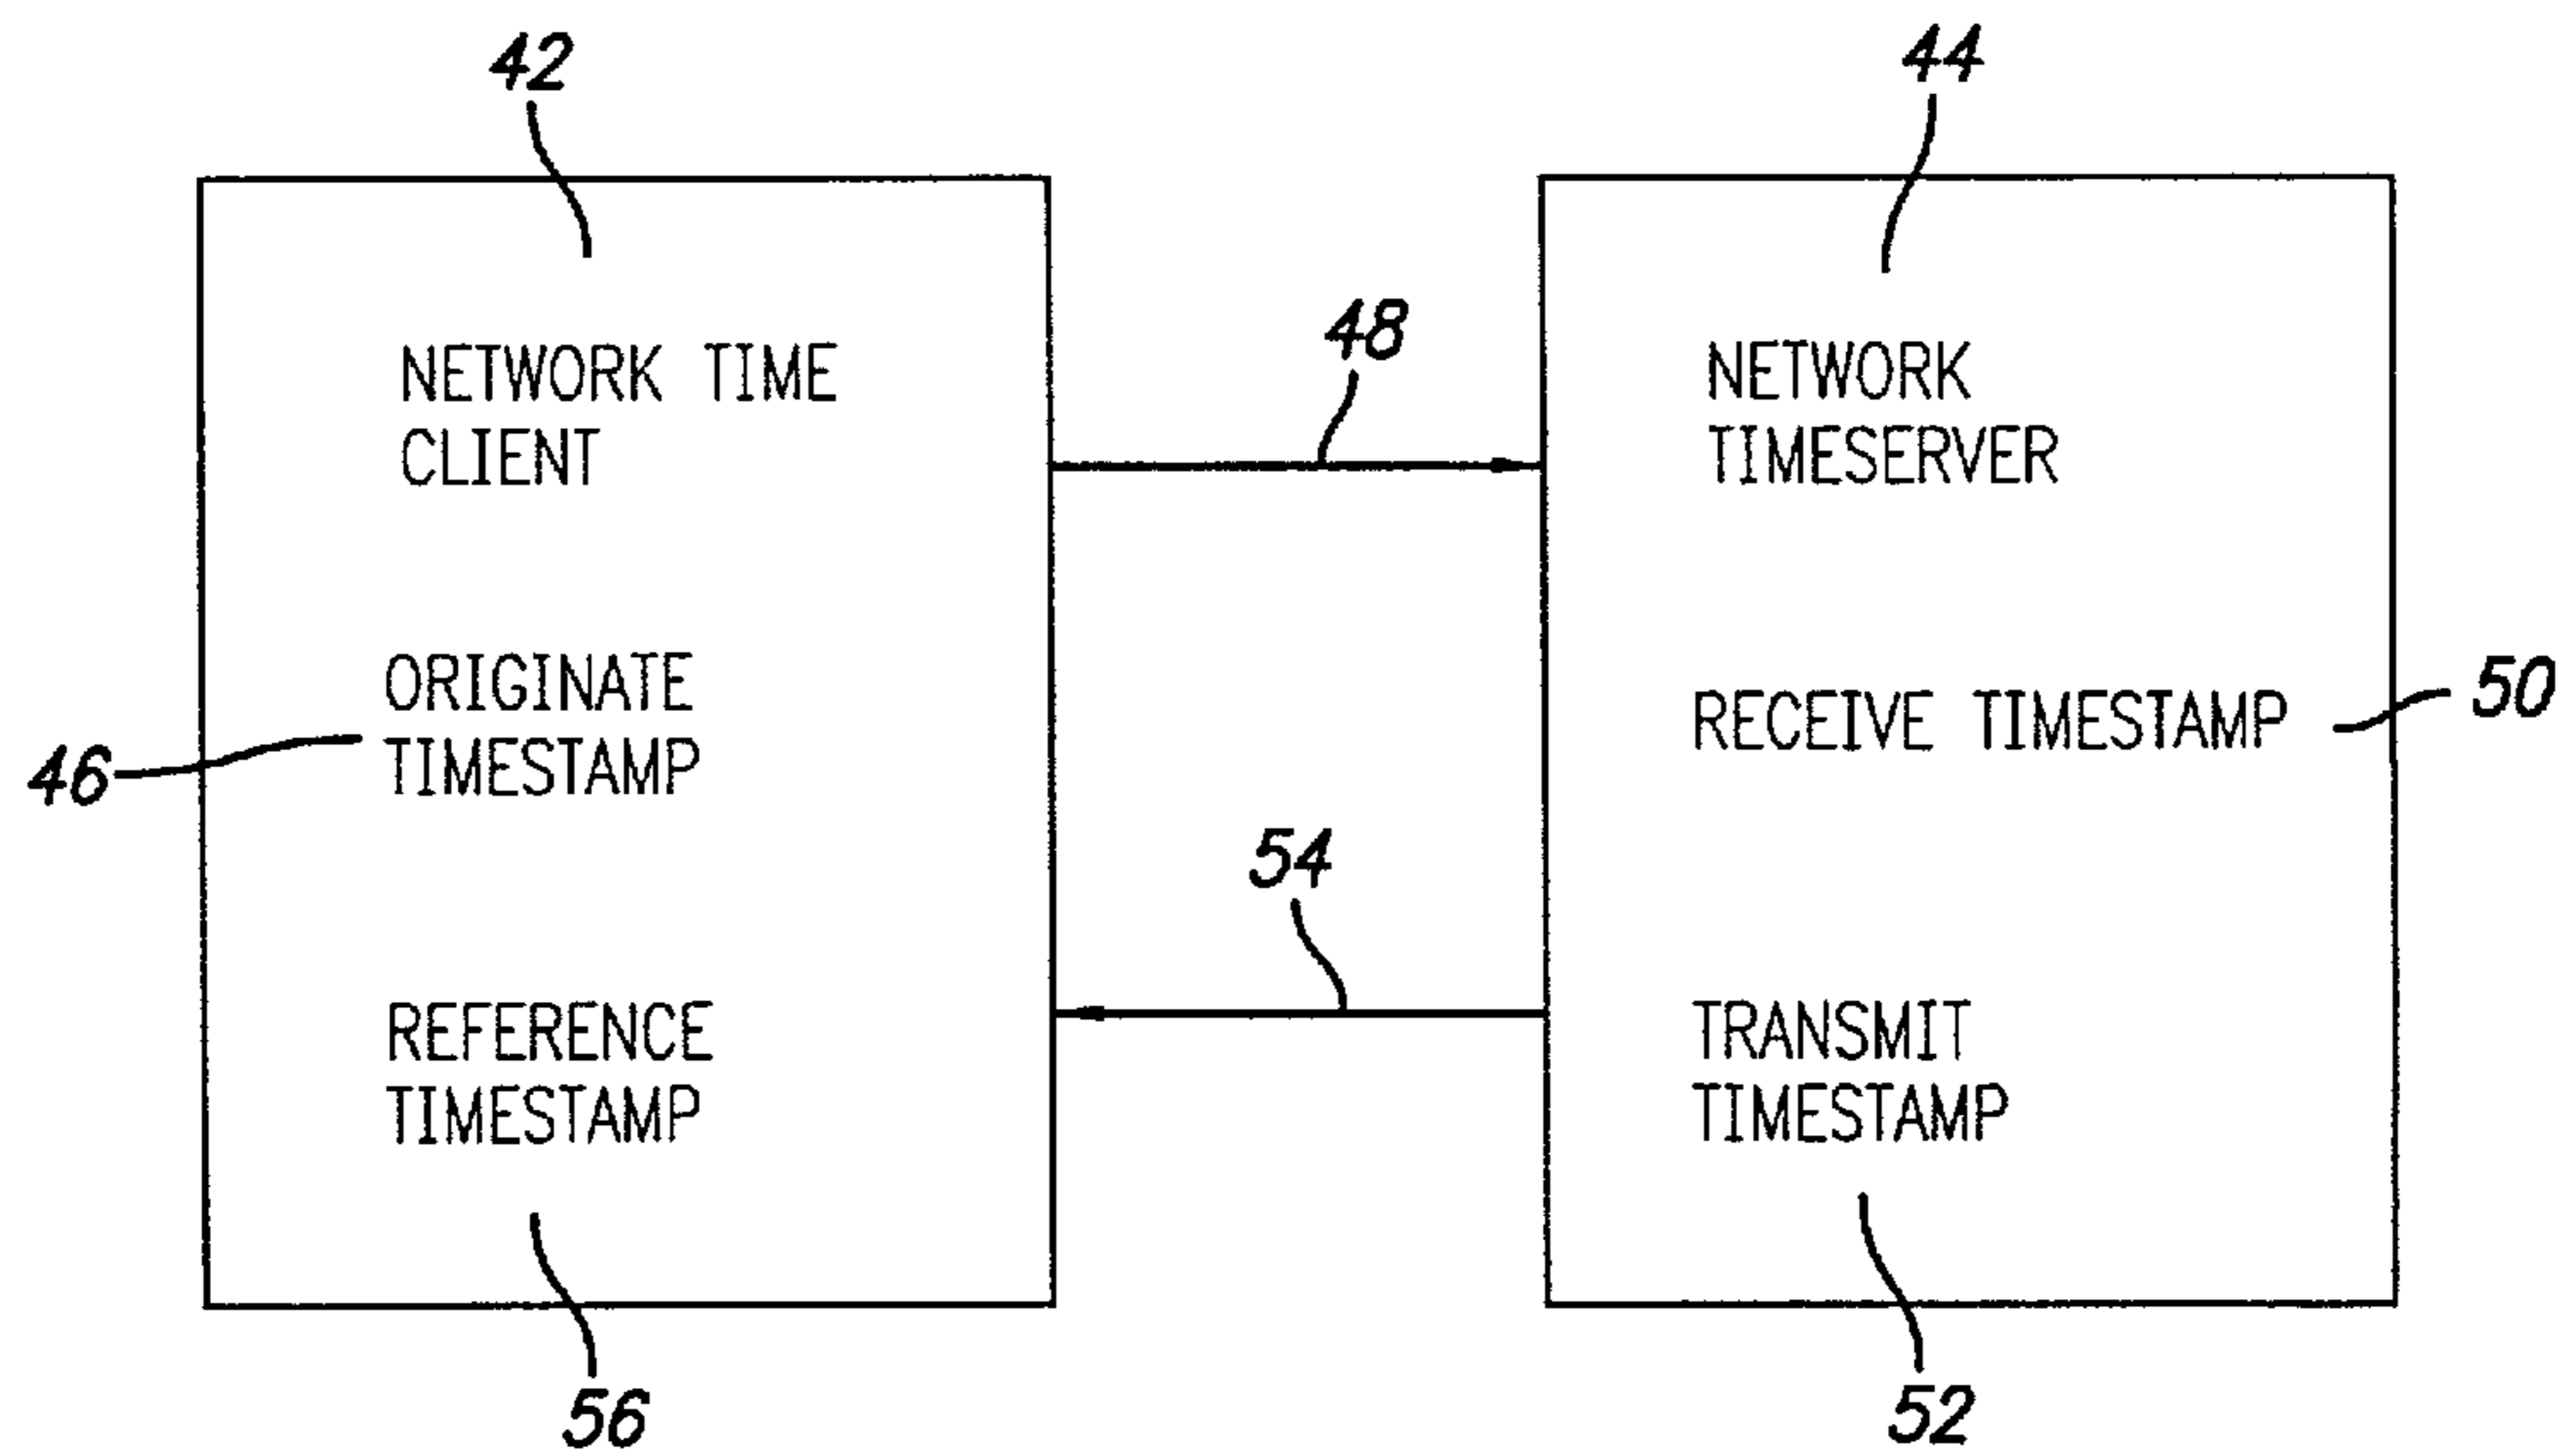 42
44
48
NETWORK TIME
CLIENT
NETWORK
TIMESERVER
ORIGINATE
TIMESTAMP
46
RECEIVE TIMESTAMP
50
54
REFERENCE
TIMESTAMP
TRANSMIT
TIMESTAMP
56
52